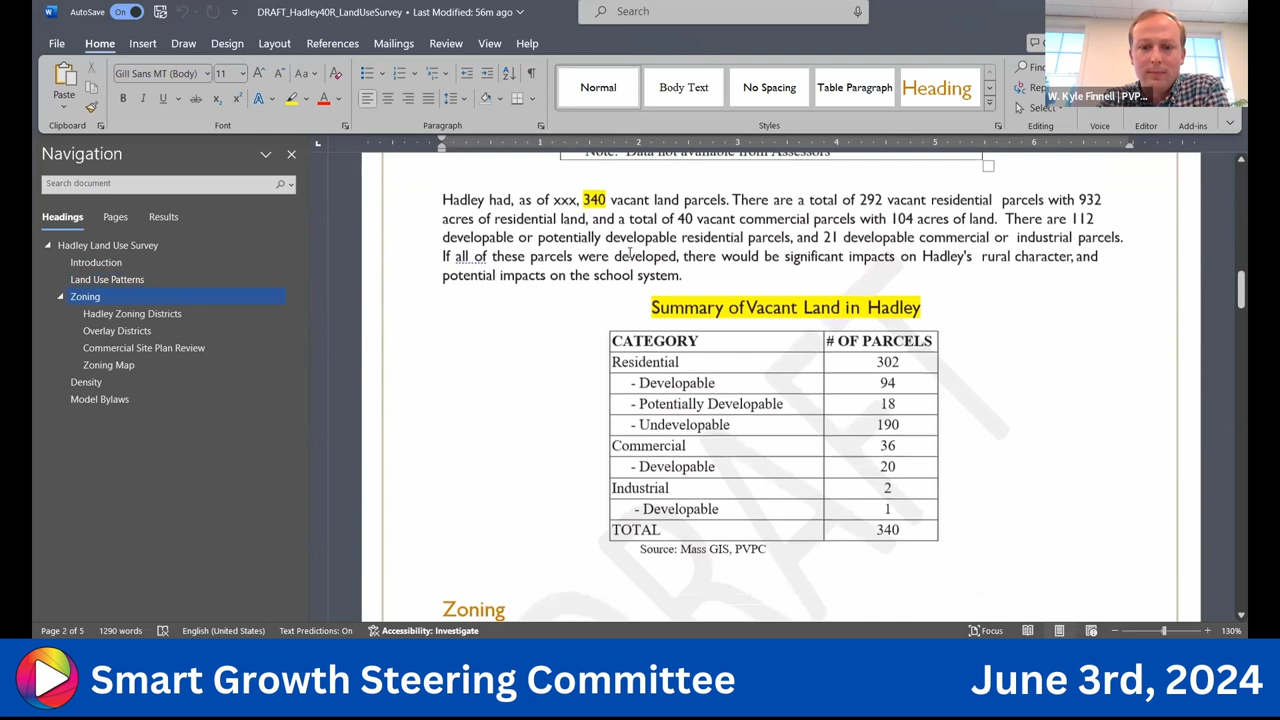 AutoSave On DRAFT_Hadley40R_LandUseSurvey • Last Modified: 56m ago Search
File Home Insert Draw Design Layout References Mailings Review View Help
Paste Gill Sans MT (Body) 11 Normal Body Text No Spacing Table Paragraph Heading
W. Kyle Finnell | PVP...
Clipboard Font Paragraph Styles Editing Voice Editor Add-ins
Navigation
Search document
Headings Pages Results
Hadley Land Use Survey
Introduction
Land Use Patterns
Zoning
Hadley Zoning Districts
Overlay Districts
Commercial Site Plan Review
Zoning Map
Density
Model Bylaws
Note: Data not available from Assessors
Hadley had, as of xxx, 340 vacant land parcels. There are a total of 292 vacant residential parcels with 932
acres of residential land, and a total of 40 vacant commercial parcels with 104 acres of land. There are 112
developable or potentially developable residential parcels, and 21 developable commercial or industrial parcels.
If all of these parcels were developed, there would be significant impacts on Hadley's rural character, and
potential impacts on the school system.
Summary of Vacant Land in Hadley
CATEGORY # OF PARCELS
Residential 302
- Developable 94
- Potentially Developable 18
- Undevelopable 190
Commercial 36
- Developable 20
Industrial 2
- Developable 1
TOTAL 340
Source: Mass GIS, PVPC
Zoning
DRAFT
Page 2 of 5 1290 words English (United States) Text Predictions: On Accessibility: Investigate Focus 130%
Smart Growth Steering Committee June 3rd, 2024